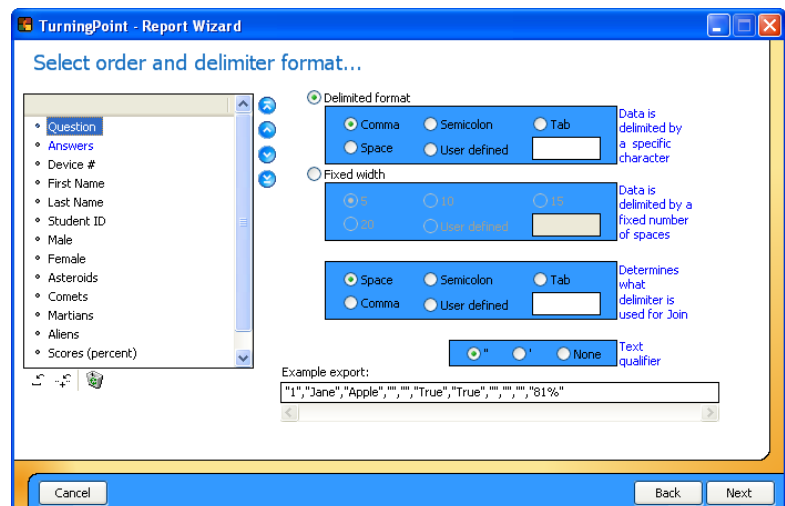 TurningPoint - Report Wizard
Select order and delimiter format...
Question
Answers
Device #
First Name
Last Name
Student ID
Male
Female
Asteroids
Comets
Martians
Aliens
Scores (percent)
Delimited format
Comma Semicolon Tab
Space User defined
Data is
delimited by
a specific
character
Fixed width
5 10 15
20 User defined
Data is
delimited by a
fixed number
of spaces
Space Semicolon Tab
Comma User defined
Determines
what
delimiter is
used for Join
" ' None
Text
qualifier
Example export:
"1","Jane","Apple","","","True","True","","","","81%"
Cancel Back Next